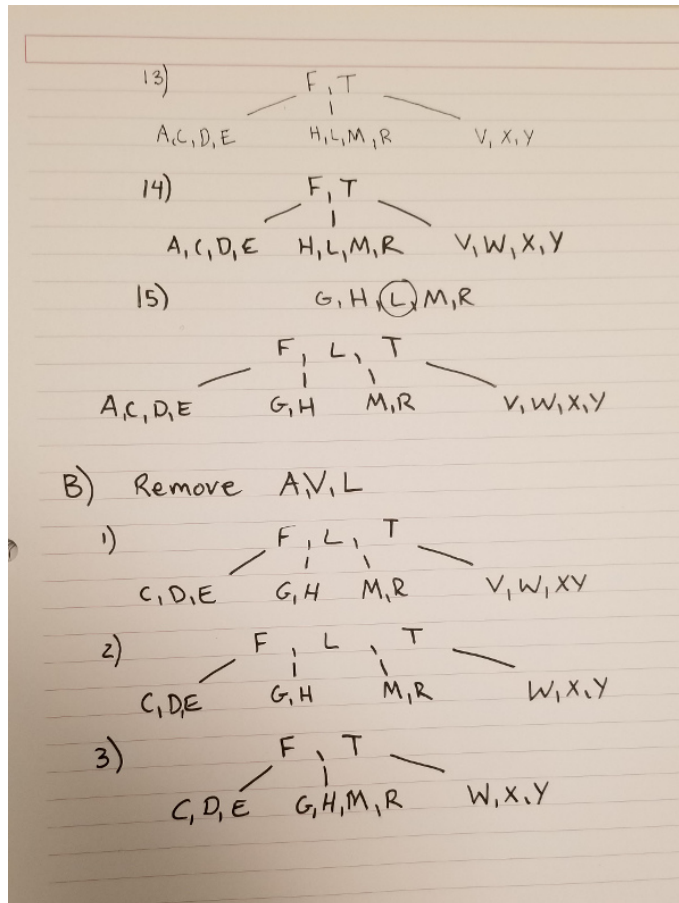 13) F, T
A,C,D,E H,L,M,R V,X,Y
14) F, T
A,C,D,E H,L,M,R V,W,X,Y
15) G,H,L,M,R
F, L, T
A,C,D,E G,H M,R V,W,X,Y
B) Remove A,V,L
1) F, L, T
C,D,E G,H M,R V,W,XY
2) F, L, T
C,D,E G,H M,R W,X,Y
3) F, T
C,D,E G,H,M,R W,X,Y